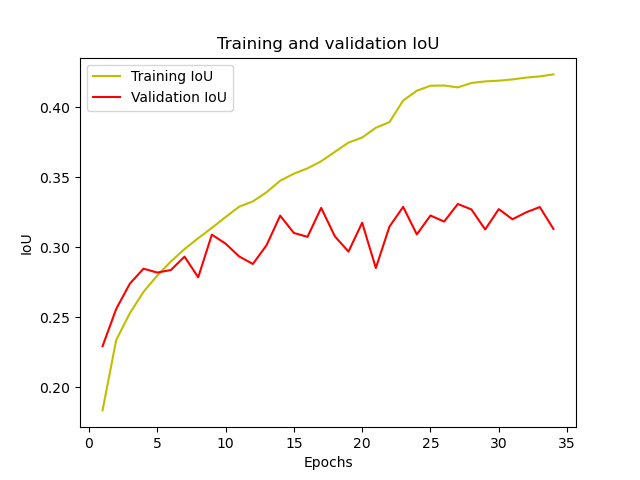 Training and validation IoU
Training IoU
Validation IoU
0.40
0.35
0.30
0.25
0.20
IoU
0 5 10 15 20 25 30 35
Epochs